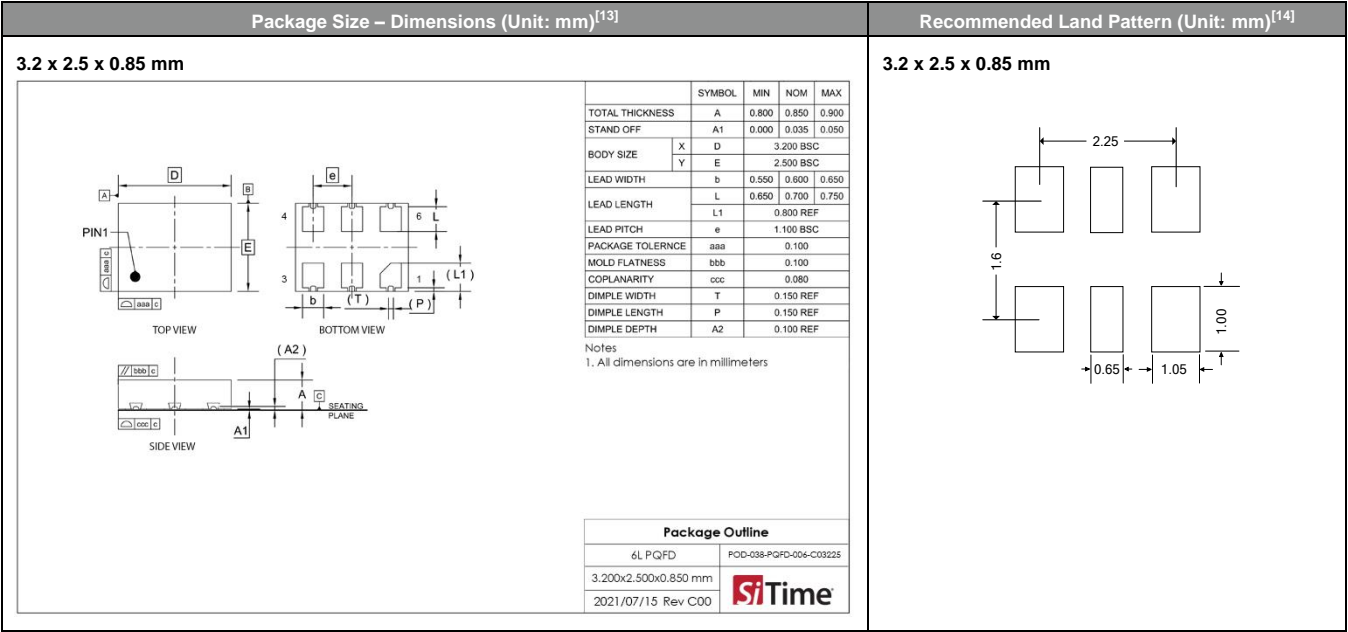 Package Size – Dimensions (Unit: mm)[13]
Recommended Land Pattern (Unit: mm)[14]
3.2 x 2.5 x 0.85 mm
SYMBOL MIN NOM MAX
TOTAL THICKNESS A 0.800 0.850 0.900
STAND OFF A1 0.000 0.035 0.050
BODY SIZE X D 3.200 BSC
Y E 2.500 BSC
LEAD WIDTH b 0.550 0.600 0.650
LEAD LENGTH L 0.650 0.700 0.750
L1 0.800 REF
LEAD PITCH e 1.100 BSC
PACKAGE TOLERNCE aaa 0.100
MOLD FLATNESS bbb 0.100
COPLANARITY ccc 0.080
DIMPLE WIDTH T 0.150 REF
DIMPLE LENGTH P 0.150 REF
DIMPLE DEPTH A2 0.100 REF
Notes
1. All dimensions are in millimeters
D
A
B
PIN1
E
aaa c
aaa c
TOP VIEW
e
4
6
L
3
1
(L1)
b
(T)
(P)
BOTTOM VIEW
(A2)
// bbb c
A
C
SEATING
PLANE
ccc c
A1
SIDE VIEW
Package Outline
6L PQFD
POD-038-PQFD-006-C03225
3.200x2.500x0.850 mm
2021/07/15 Rev C00
SiTime
3.2 x 2.5 x 0.85 mm
2.25
1.6
1.00
0.65
1.05